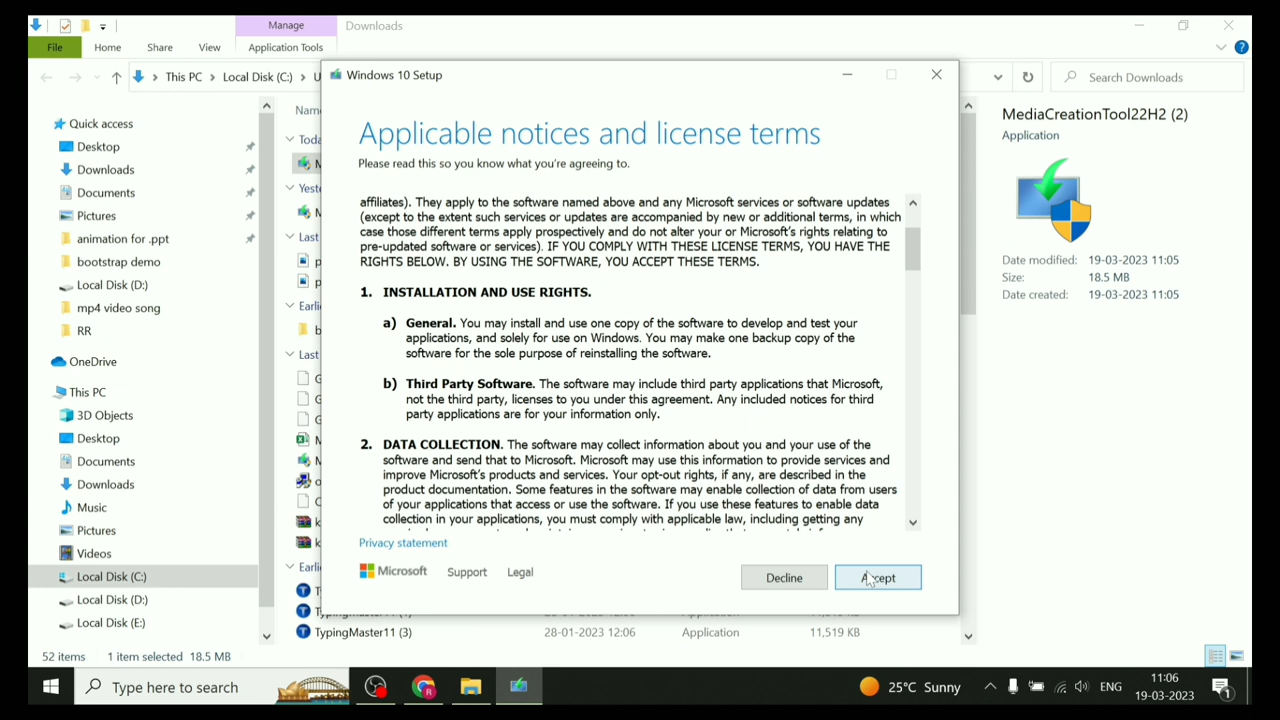 Manage
Downloads
File
Home
Share
View
Application Tools
This PC
Local Disk (C:)
Search Downloads
Windows 10 Setup
Applicable notices and license terms
Please read this so you know what you're agreeing to.
affiliates). They apply to the software named above and any Microsoft services or software updates
(except to the extent such services or updates are accompanied by new or additional terms, in which
case those different terms apply prospectively and do not alter your or Microsoft's rights relating to
pre-updated software or services). IF YOU COMPLY WITH THESE LICENSE TERMS, YOU HAVE THE
RIGHTS BELOW. BY USING THE SOFTWARE, YOU ACCEPT THESE TERMS.
1. INSTALLATION AND USE RIGHTS.
a) General. You may install and use one copy of the software to develop and test your
applications, and solely for use on Windows. You may make one backup copy of the
software for the sole purpose of reinstalling the software.
b) Third Party Software. The software may include third party applications that Microsoft,
not the third party, licenses to you under this agreement. Any included notices for third
party applications are for your information only.
2. DATA COLLECTION. The software may collect information about you and your use of the
software and send that to Microsoft. Microsoft may use this information to provide services and
improve Microsoft's products and services. Your opt-out rights, if any, are described in the
product documentation. Some features in the software may enable collection of data from users
of your applications that access or use the software. If you use these features to enable data
collection in your applications, you must comply with applicable law, including getting any
Privacy statement
Microsoft
Support
Legal
Decline
Accept
Quick access
Desktop
Downloads
Documents
Pictures
animation for .ppt
bootstrap demo
Local Disk (D:)
mp4 video song
RR
OneDrive
This PC
3D Objects
Desktop
Documents
Downloads
Music
Pictures
Videos
Local Disk (C:)
Local Disk (D:)
Local Disk (E:)
Last
Last
TypingMaster11 (3)
28-01-2023 12:06
Application
11,519 KB
MediaCreationTool22H2 (2)
Application
Date modified: 19-03-2023 11:05
Size: 18.5 MB
Date created: 19-03-2023 11:05
52 items
1 item selected 18.5 MB
Type here to search
25°C Sunny
ENG
11:06
19-03-2023
1